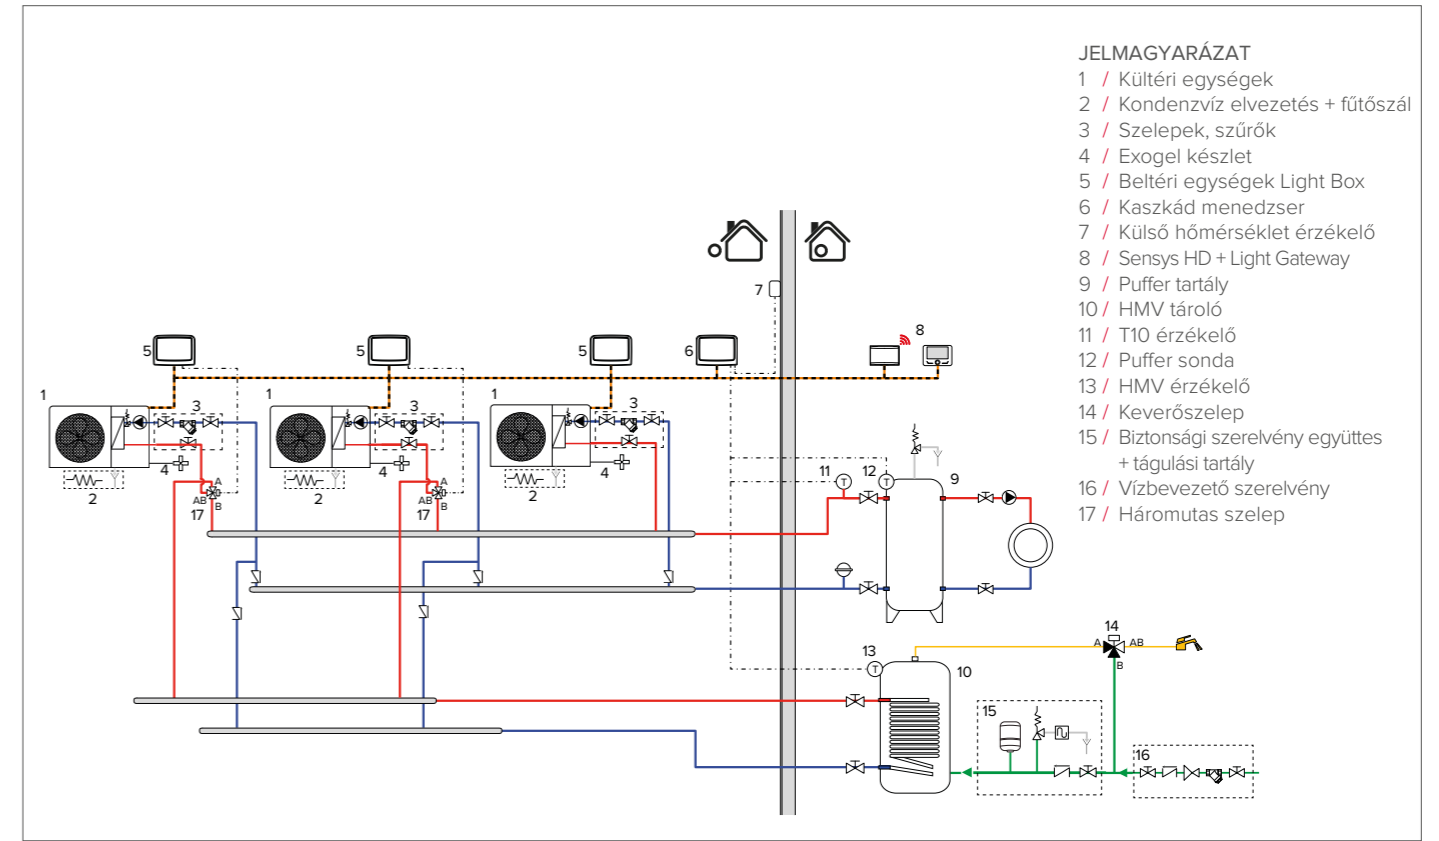 JELMAGYARÁZAT
1 / Kültéri egységek
2 / Kondenzvíz elvezetés + fűtőszál
3 / Szelepek, szűrők
4 / Exogel készlet
5 / Beltéri egységek Light Box
6 / Kaszkád menedzser
7 / Külső hőmérséklet érzékelő
8 / Sensys HD + Light Gateway
9 / Puffer tartály
10 / HMV tároló
11 / T10 érzékelő
12 / Puffer sonda
13 / HMV érzékelő
14 / Keverőszelep
15 / Biztonsági szerelvény együttes
+ tágulási tartály
16 / Vízbevezető szerelvény
17 / Háromutas szelep
7
5
5
5
6
8
1
3
1
3
1
3
4
4
4
2
2
2
A
AB
B
17
A
AB
B
17
11
T
12
T
9
13
T
10
14
A
AB
B
15
16